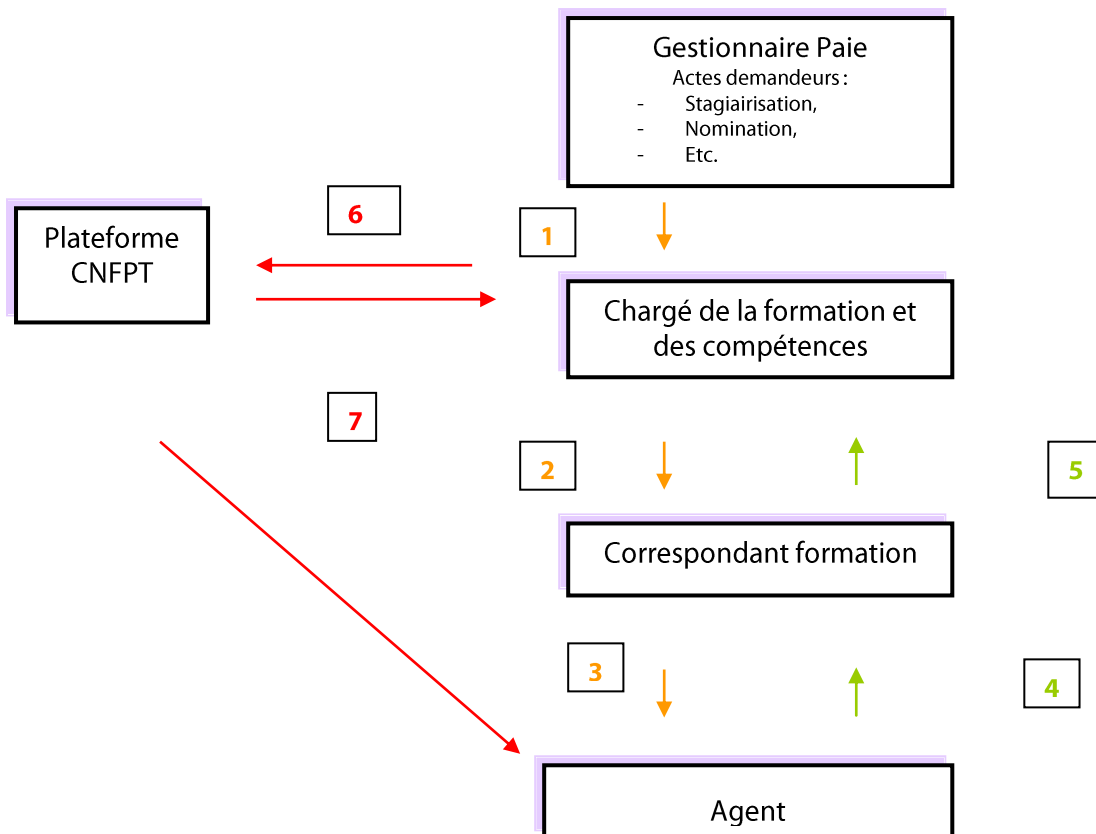 Gestionnaire Paie
Actes demandeurs :
- Stagiairisation,
- Nomination,
- Etc.
6
1
Plateforme
CNFPT
Chargé de la formation et
des compétences
7
2
5
Correspondant formation
3
4
Agent